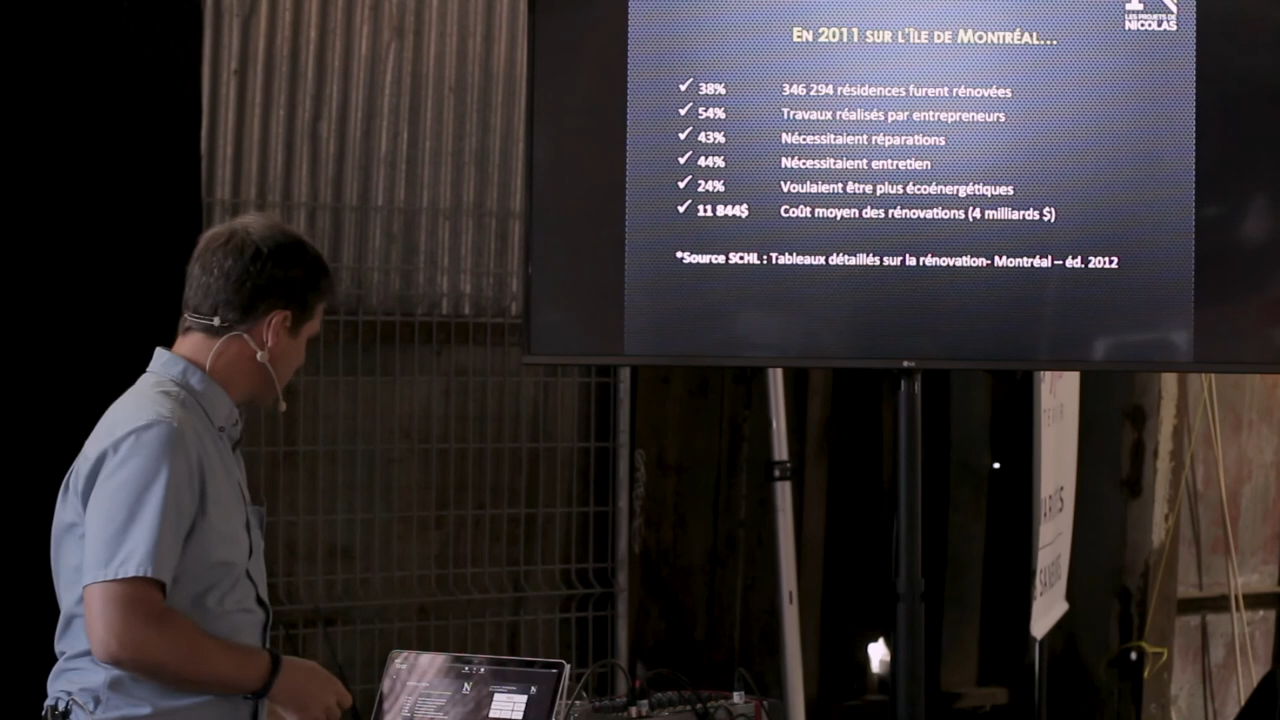 LES PROJETS DE
NICOLAS
EN 2011 SUR L'ÎLE DE MONTRÉAL...
✓ 38% 346 294 résidences furent rénovées
✓ 54% Travaux réalisés par entrepreneurs
✓ 43% Nécessitaient réparations
✓ 44% Nécessitaient entretien
✓ 24% Voulaient être plus écoénergétiques
✓ 11 844$ Coût moyen des rénovations (4 milliards $)
*Source SCHL : Tableaux détaillés sur la rénovation- Montréal – éd. 2012
LG